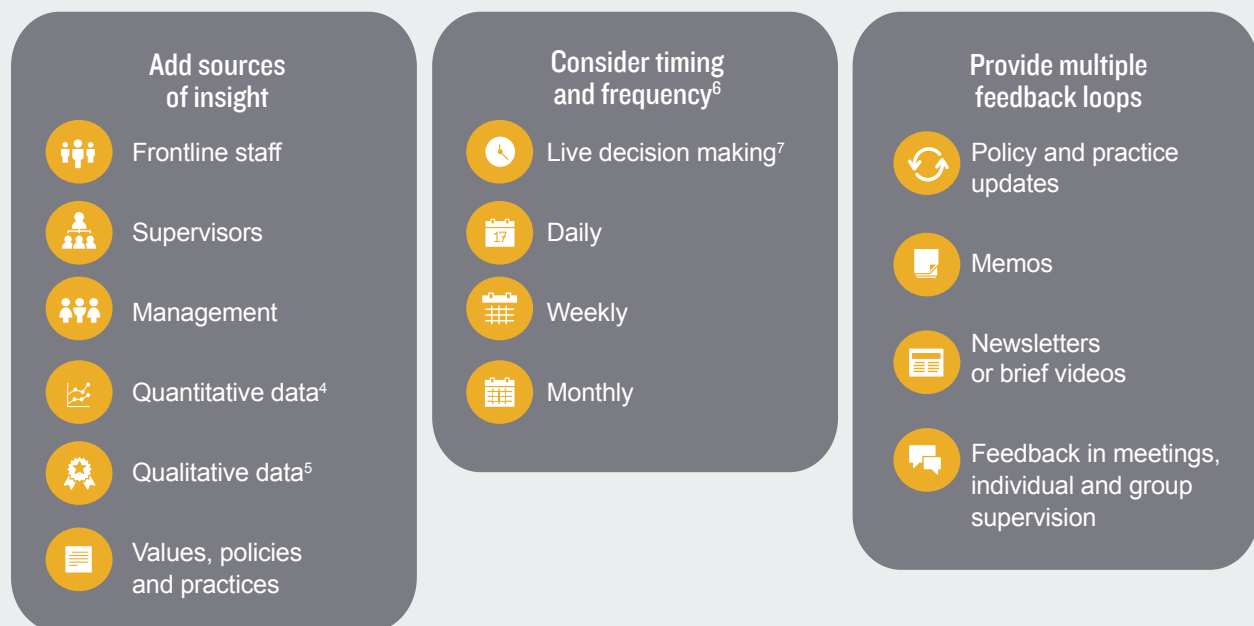 Add sources
of insight
Frontline staff
Supervisors
Management
Quantitative data⁴
Qualitative data⁵
Values, policies
and practices
Consider timing
and frequency⁶
Live decision making⁷
17
Daily
Weekly
Monthly
Provide multiple
feedback loops
Policy and practice
updates
Memos
Newsletters
or brief videos
Feedback in meetings,
individual and group
supervision